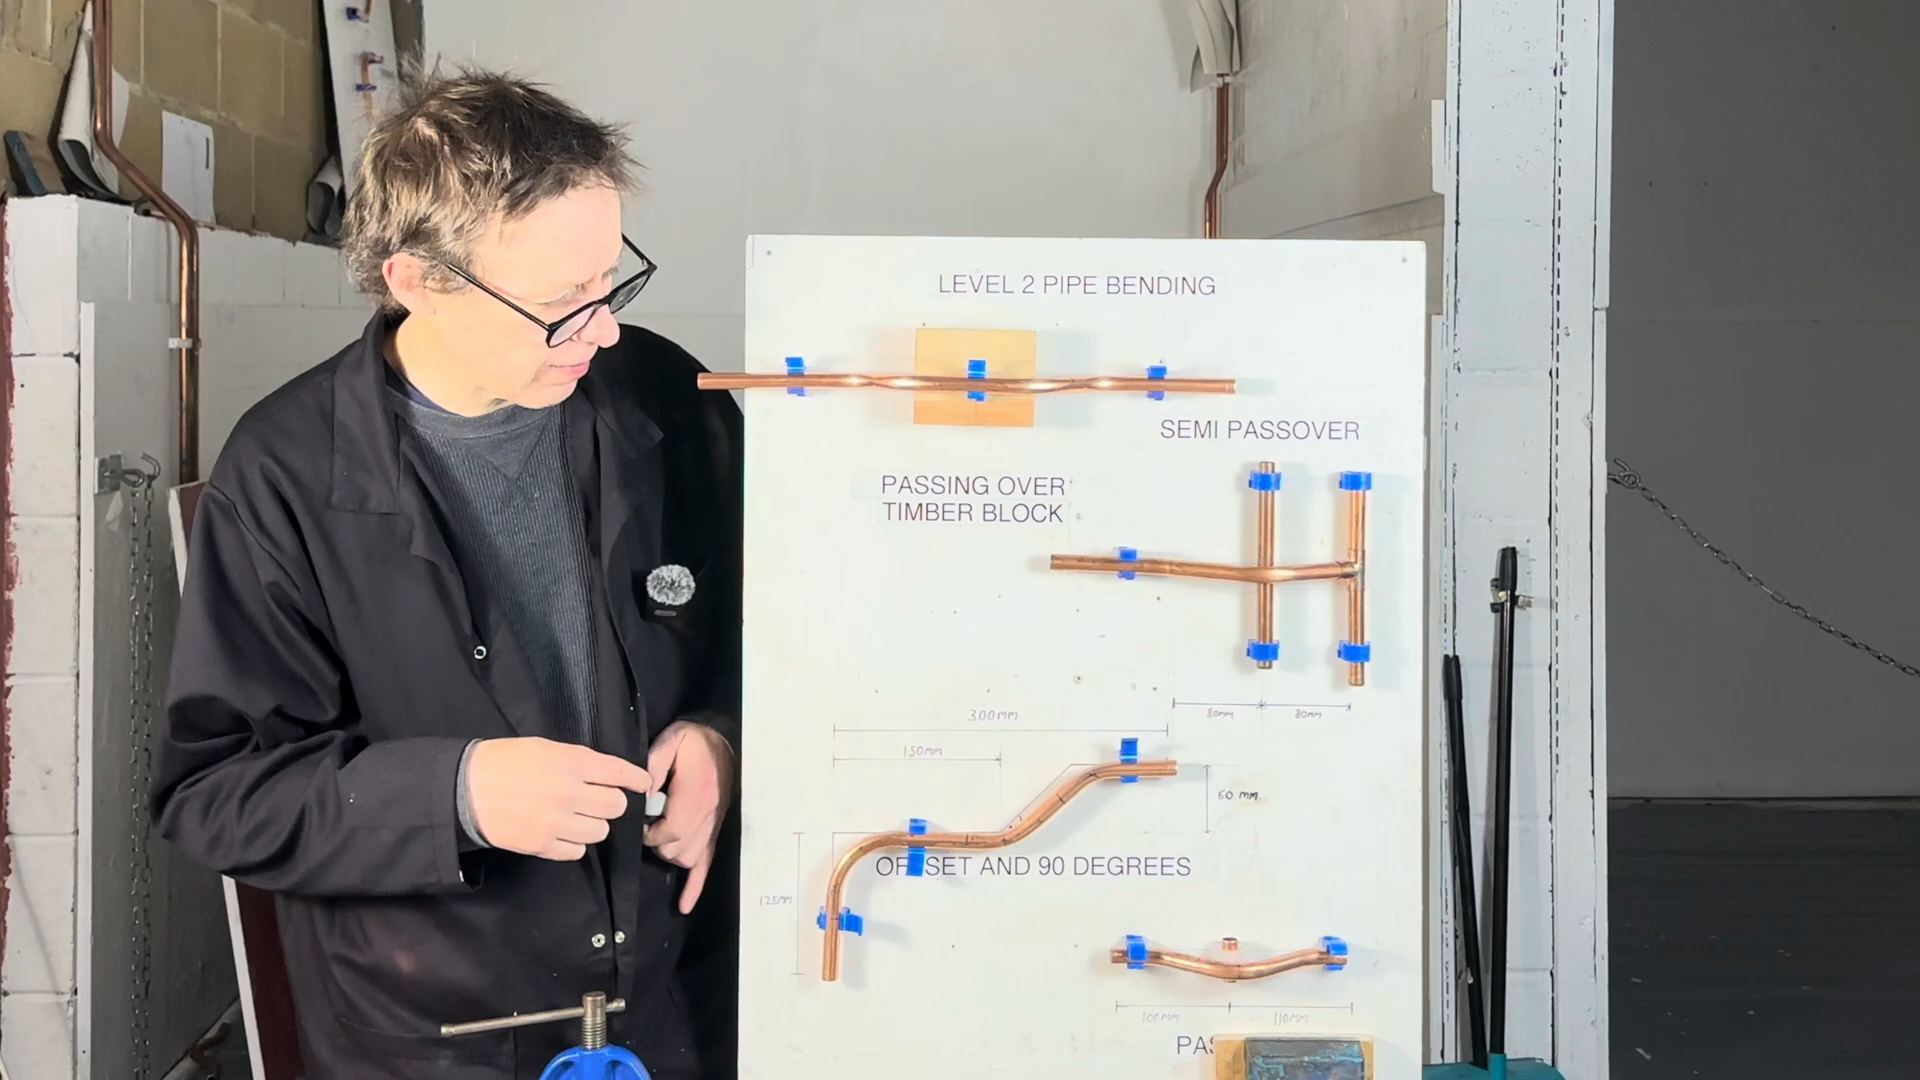 LEVEL 2 PIPE BENDING
SEMI PASSOVER
PASSING OVER
TIMBER BLOCK
80mm
80mm
300mm
150mm
60 mm
125mm
OFFSET AND 90 DEGREES
100mm
110mm
PAS